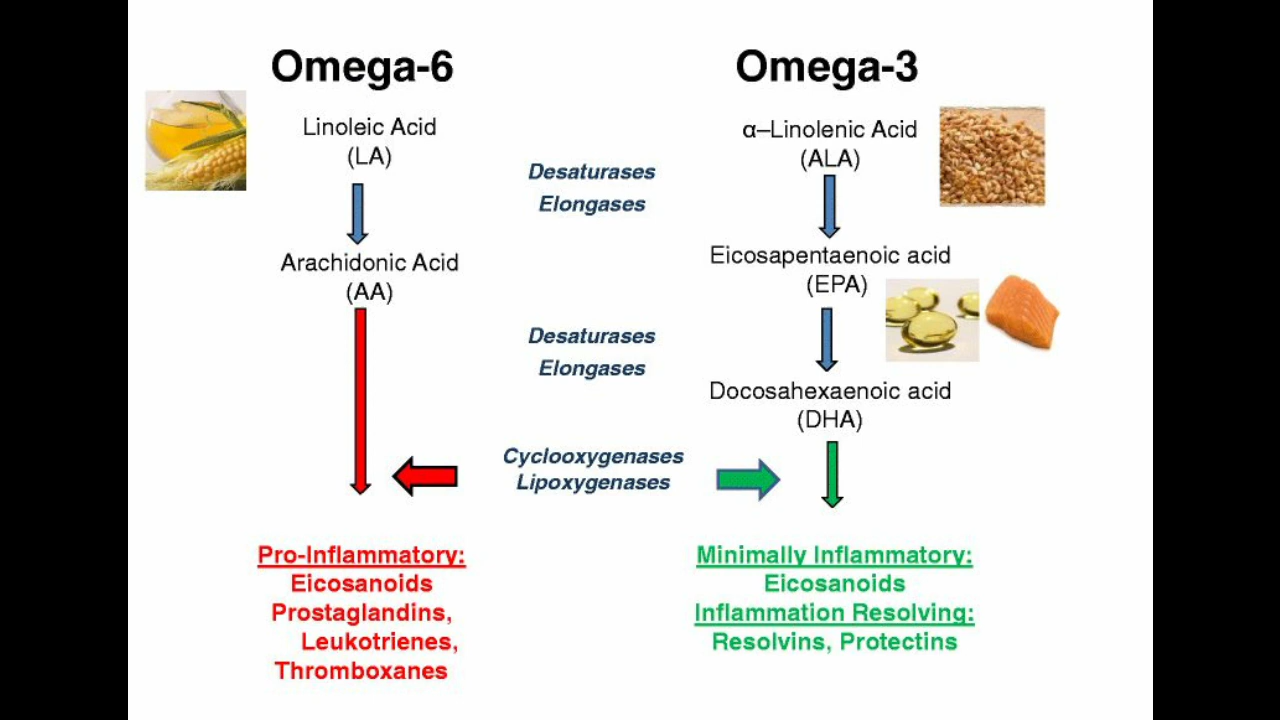 Omega-6
Linoleic Acid
(LA)
Arachidonic Acid
(AA)
Pro-Inflammatory:
Eicosanoids
Prostaglandins,
Leukotrienes,
Thromboxanes
Desaturases
Elongases
Desaturases
Elongases
Cyclooxygenases
Lipoxygenases
Omega-3
α–Linolenic Acid
(ALA)
Eicosapentaenoic acid
(EPA)
Docosahexaenoic acid
(DHA)
Minimally Inflammatory:
Eicosanoids
Inflammation Resolving:
Resolvins, Protectins